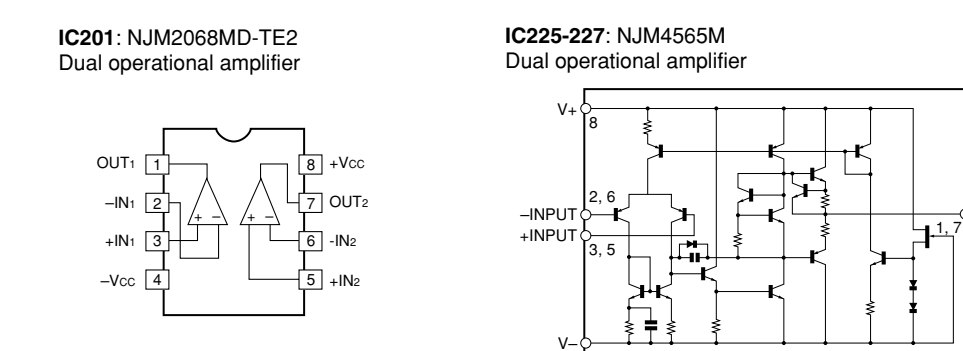 IC201: NJM2068MD-TE2
Dual operational amplifier
OUT1 1
–IN1 2
+IN1 3
–VCC 4
8 +VCC
7 OUT2
6 -IN2
5 +IN2
+ –
+ –
IC225-227: NJM4565M
Dual operational amplifier
V+
8
2, 6
–INPUT
+INPUT
3, 5
1, 7
V–